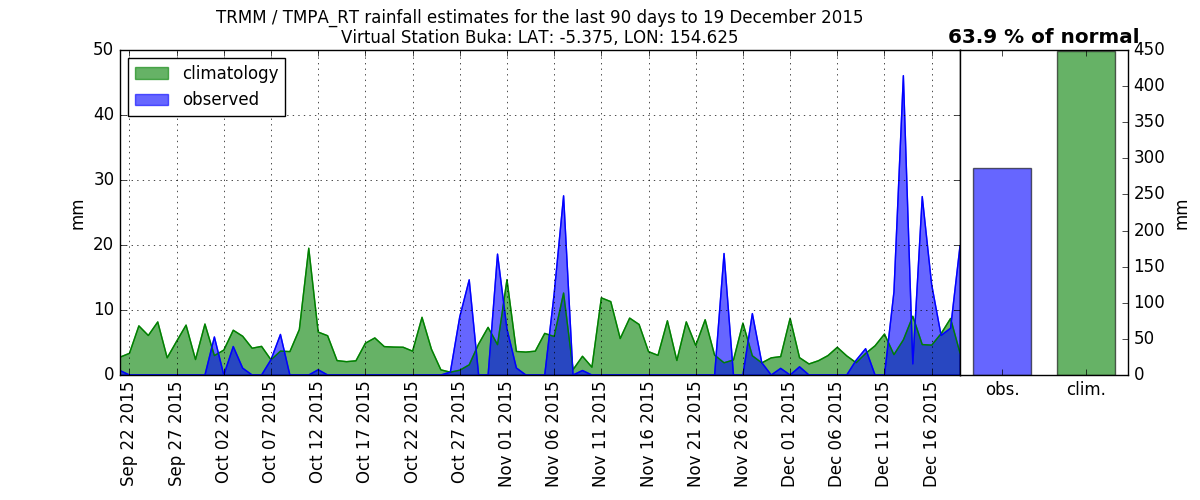 TRMM / TMPA_RT rainfall estimates for the last 90 days to 19 December 2015
Virtual Station Buka: LAT: -5.375, LON: 154.625
63.9 % of normal
climatology
observed
50
40
30
20
10
0
mm
Sep 22 2015
Sep 27 2015
Oct 02 2015
Oct 07 2015
Oct 12 2015
Oct 17 2015
Oct 22 2015
Oct 27 2015
Nov 01 2015
Nov 06 2015
Nov 11 2015
Nov 16 2015
Nov 21 2015
Nov 26 2015
Dec 01 2015
Dec 06 2015
Dec 11 2015
Dec 16 2015
obs.
clim.
450
400
350
300
250
200
150
100
50
0
mm